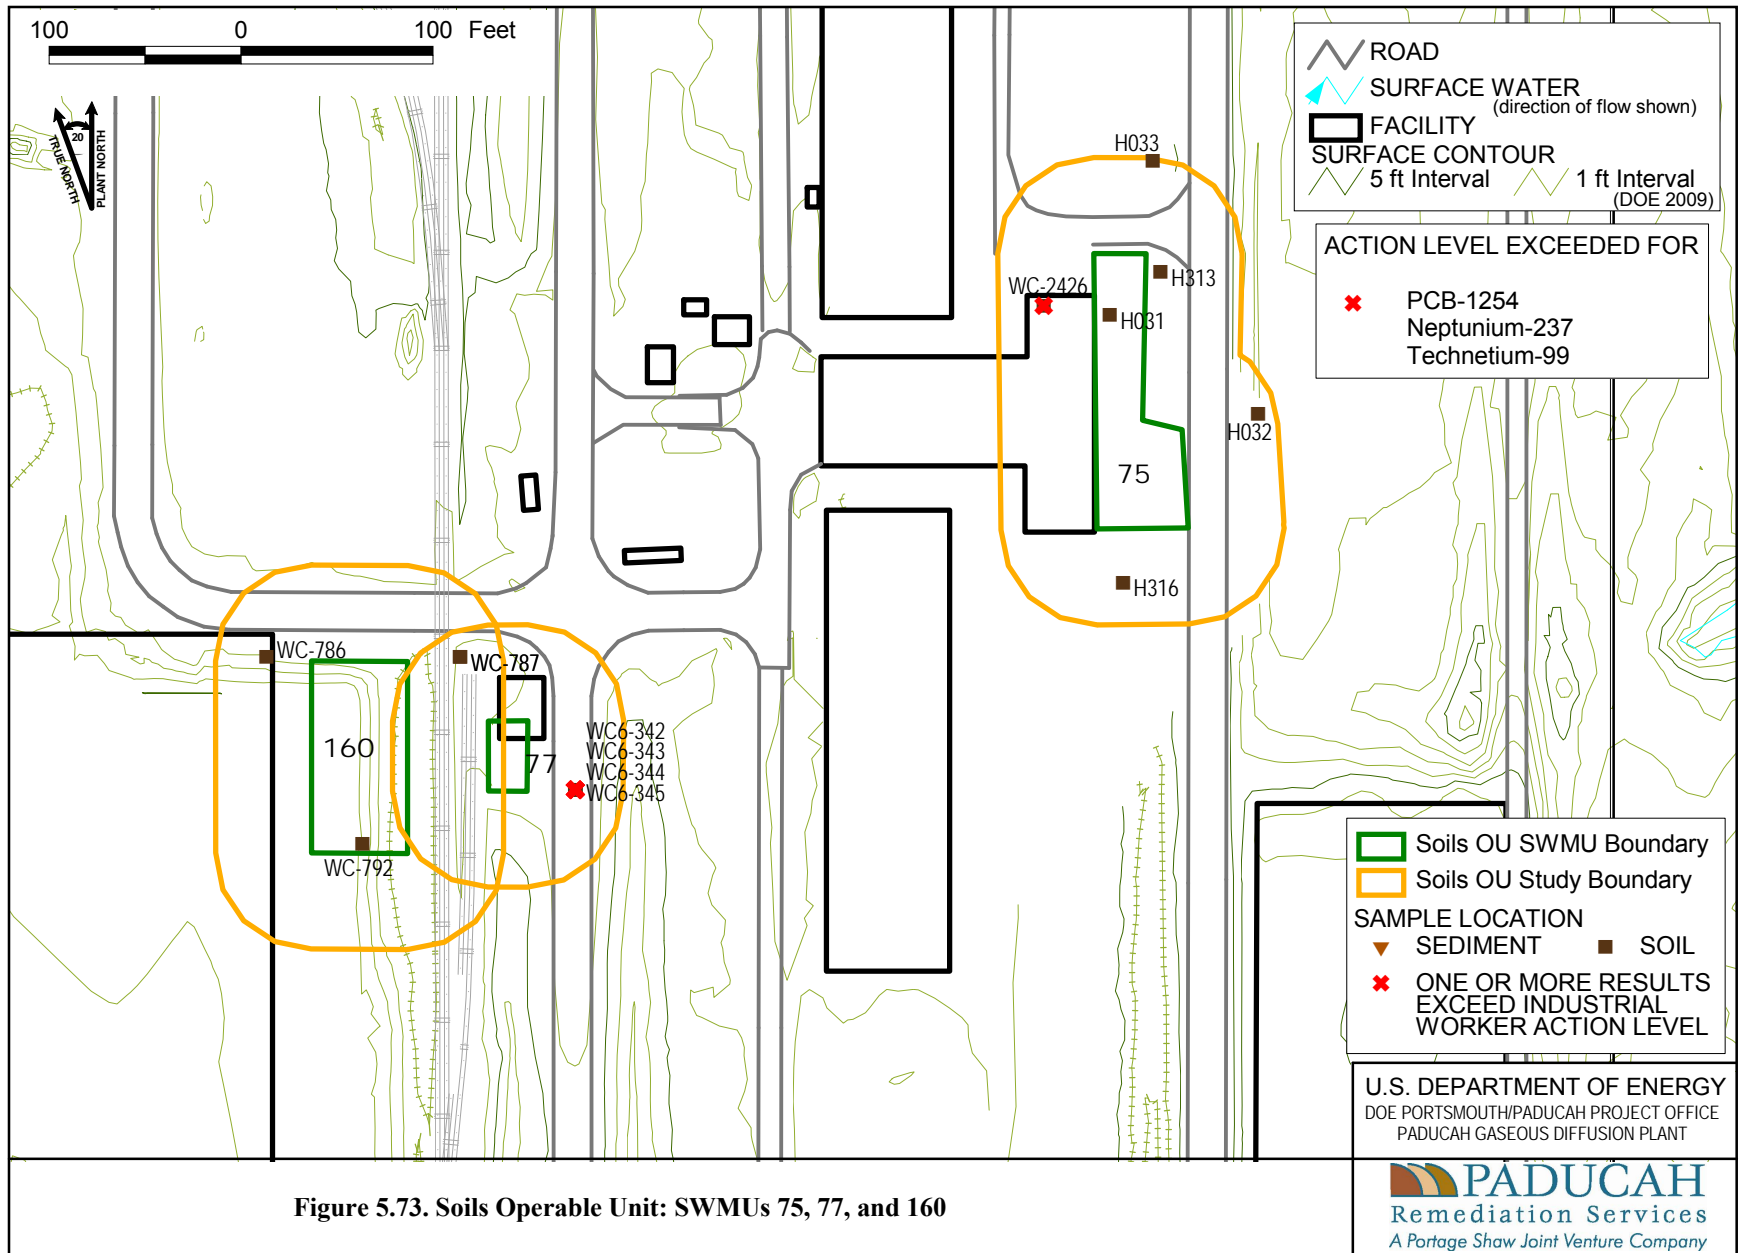 100 0 100 Feet
20
TRUE NORTH
PLANT NORTH
ROAD
SURFACE WATER
(direction of flow shown)
FACILITY
SURFACE CONTOUR
5 ft Interval 1 ft Interval
(DOE 2009)
ACTION LEVEL EXCEEDED FOR
PCB-1254
Neptunium-237
Technetium-99
H033
H313
WC-2426
H031
H032
75
H316
WC-786
WC-787
160
77
WC6-342
WC6-343
WC6-344
WC6-345
WC-792
Soils OU SWMU Boundary
Soils OU Study Boundary
SAMPLE LOCATION
SEDIMENT SOIL
ONE OR MORE RESULTS
EXCEED INDUSTRIAL
WORKER ACTION LEVEL
U.S. DEPARTMENT OF ENERGY
DOE PORTSMOUTH/PADUCAH PROJECT OFFICE
PADUCAH GASEOUS DIFFUSION PLANT
PADUCAH
Remediation Services
A Portage Shaw Joint Venture Company
Figure 5.73. Soils Operable Unit: SWMUs 75, 77, and 160